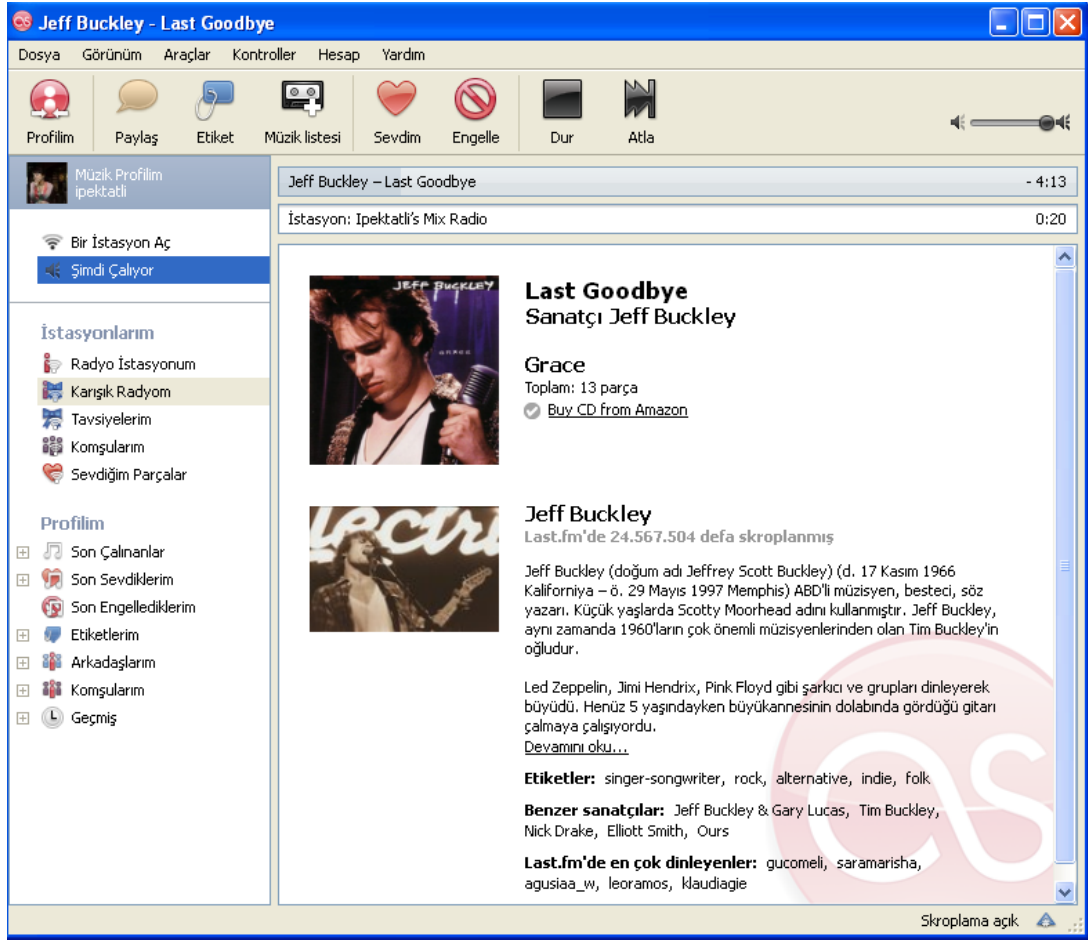 Jeff Buckley - Last Goodbye
Dosya Görünüm Araçlar Kontroller Hesap Yardım
Profilim Paylaş Etiket Müzik listesi Sevdim Engelle Dur Atla
Müzik Profilim
ipektatli
Bir İstasyon Aç
Şimdi Çalıyor
İstasyonlarım
Radyo İstasyonum
Karışık Radyom
Tavsiyelerim
Komşularım
Sevdiğim Parçalar
Profilim
Son Çalınanlar
Son Sevdiklerim
Son Engellediklerim
Etiketlerim
Arkadaşlarım
Komşularım
Geçmiş
Jeff Buckley – Last Goodbye - 4:13
İstasyon: Ipektatli's Mix Radio 0:20
JEFF BUCKLEY
GRACE
Last Goodbye
Sanatçı Jeff Buckley
Grace
Toplam: 13 parça
Buy CD from Amazon
lectri
Jeff Buckley
Last.fm'de 24.567.504 defa skroplanmış
Jeff Buckley (doğum adı Jeffrey Scott Buckley) (d. 17 Kasım 1966
Kaliforniya – ö. 29 Mayıs 1997 Memphis) ABD'li müzisyen, besteci, söz
yazarı. Küçük yaşlarda Scotty Moorhead adını kullanmıştır. Jeff Buckley,
aynı zamanda 1960'ların çok önemli müzisyenlerinden olan Tim Buckley'in
oğludur.
Led Zeppelin, Jimi Hendrix, Pink Floyd gibi şarkıcı ve grupları dinleyerek
büyüdü. Henüz 5 yaşındayken büyükannesinin dolabında gördüğü gitarı
çalmaya çalışıyordu.
Devamını oku...
Etiketler: singer-songwriter, rock, alternative, indie, folk
Benzer sanatçılar: Jeff Buckley & Gary Lucas, Tim Buckley,
Nick Drake, Elliott Smith, Ours
Last.fm'de en çok dinleyenler: gucomeli, saramarisha,
agusiaa_w, leoramos, klaudiagie
Skroplama açık